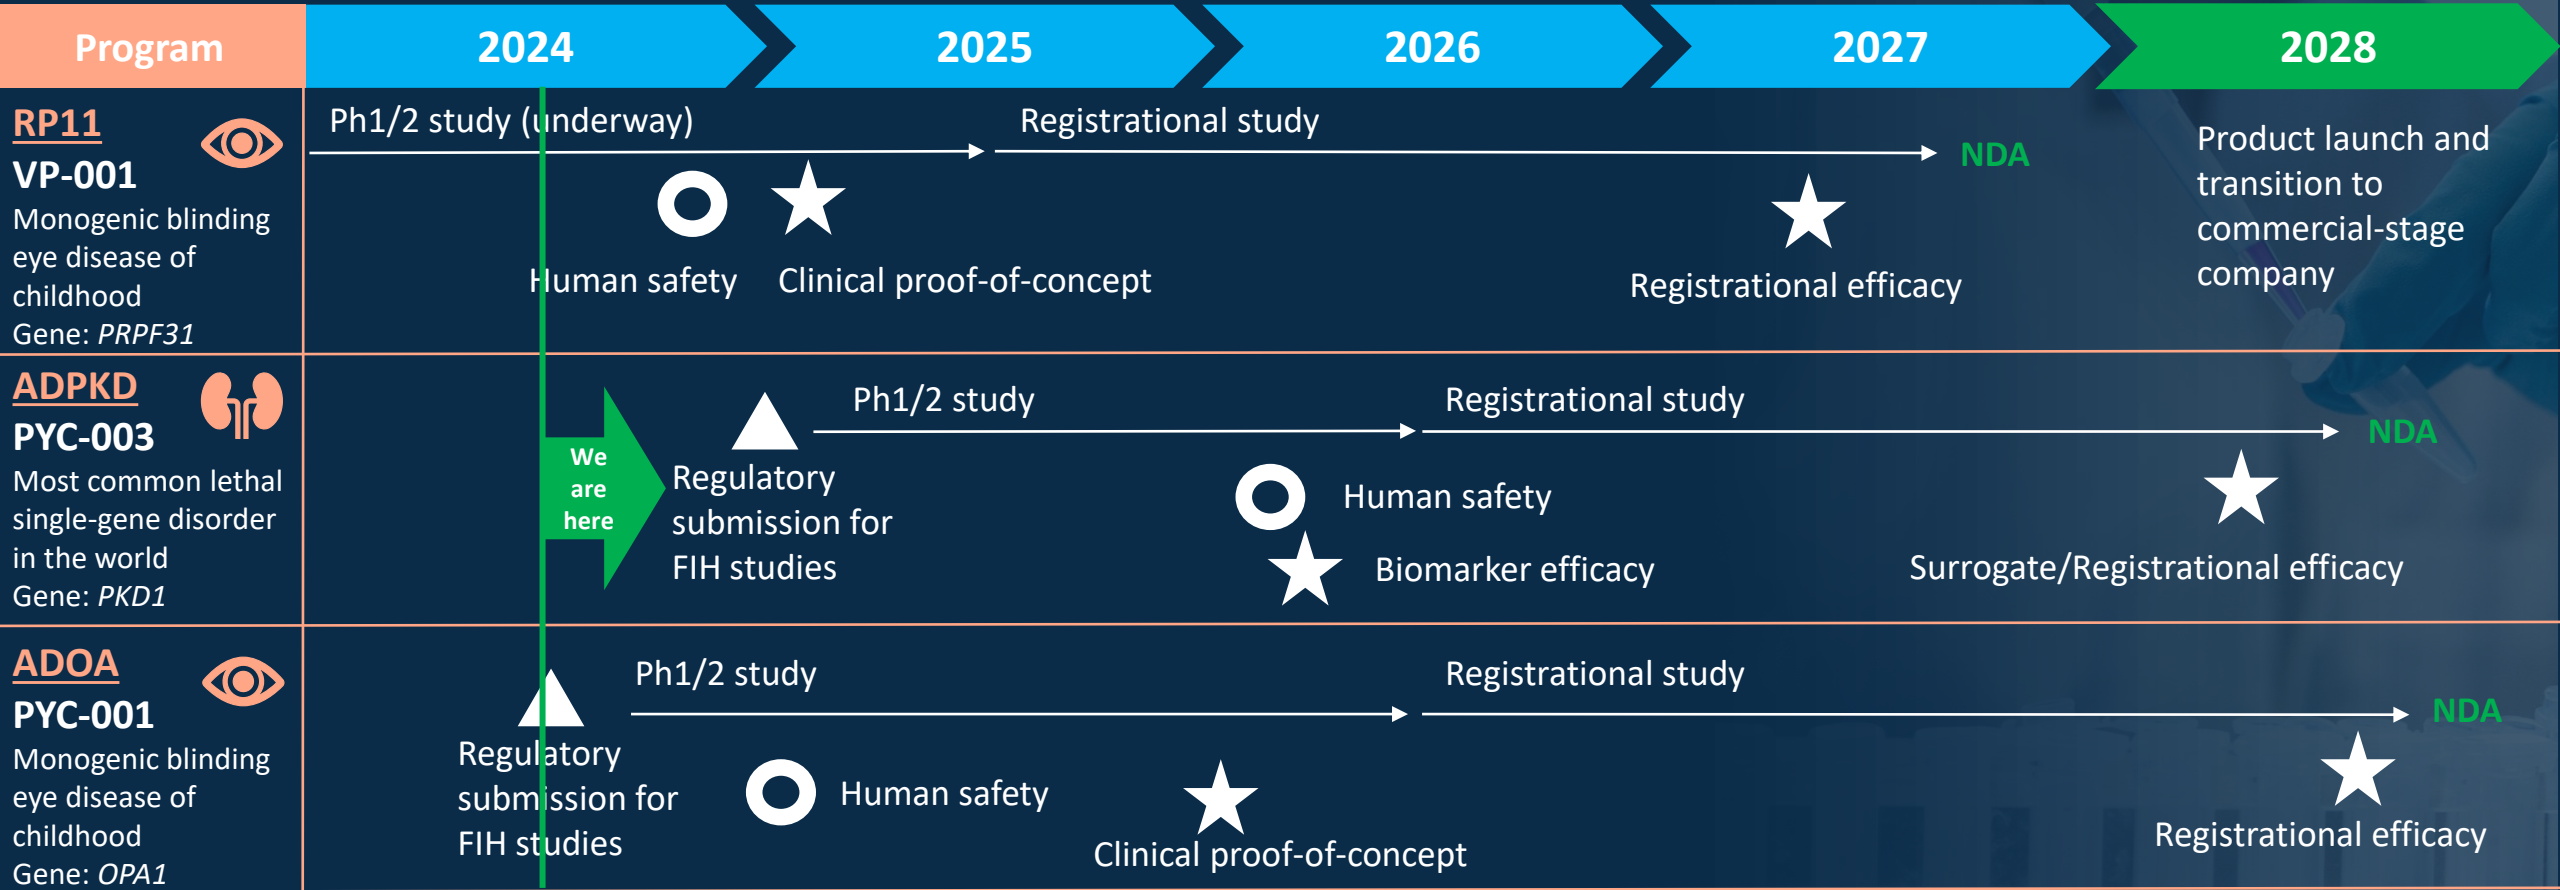 Program
2024
2025
2026
2027
2028
RP11
VP-001
Monogenic blinding
eye disease of
childhood
Gene: PRPF31
Ph1/2 study (underway)
Registrational study
NDA
Human safety
Clinical proof-of-concept
Registrational efficacy
Product launch and
transition to
commercial-stage
company
ADPKD
PYC-003
Most common lethal
single-gene disorder
in the world
Gene: PKD1
We
are
here
Regulatory
submission for
FIH studies
Ph1/2 study
Registrational study
NDA
Human safety
Biomarker efficacy
Surrogate/Registrational efficacy
ADOA
PYC-001
Monogenic blinding
eye disease of
childhood
Gene: OPA1
Regulatory
submission for
FIH studies
Ph1/2 study
Registrational study
NDA
Human safety
Clinical proof-of-concept
Registrational efficacy